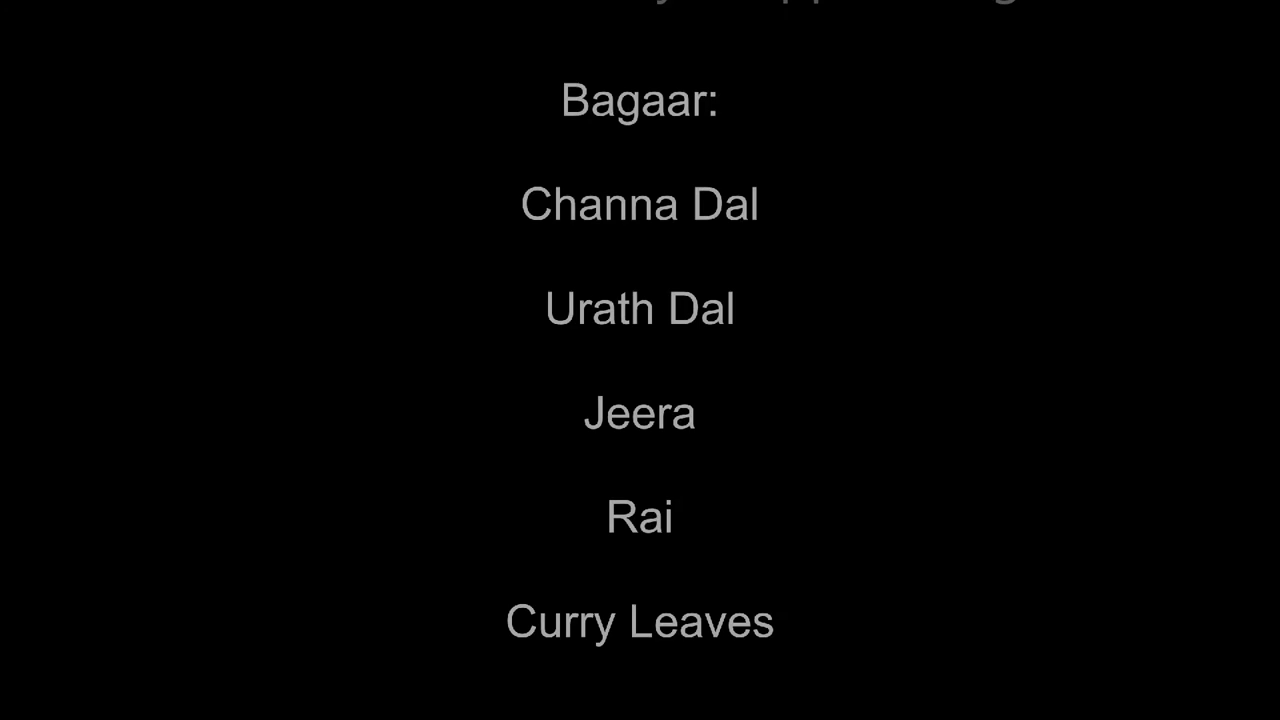 Bagaar:
Channa Dal
Urath Dal
Jeera
Rai
Curry Leaves